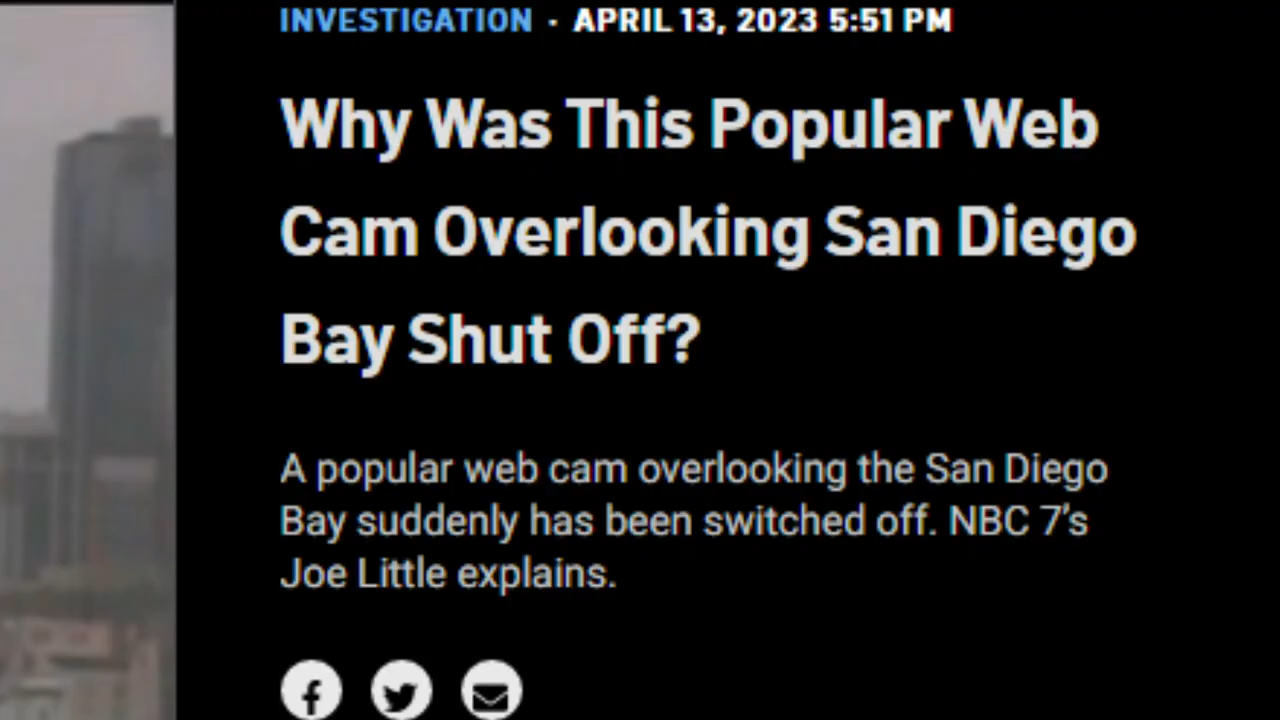 INVESTIGATION · APRIL 13, 2023 5:51 PM
Why Was This Popular Web
Cam Overlooking San Diego
Bay Shut Off?
A popular web cam overlooking the San Diego
Bay suddenly has been switched off. NBC 7's
Joe Little explains.